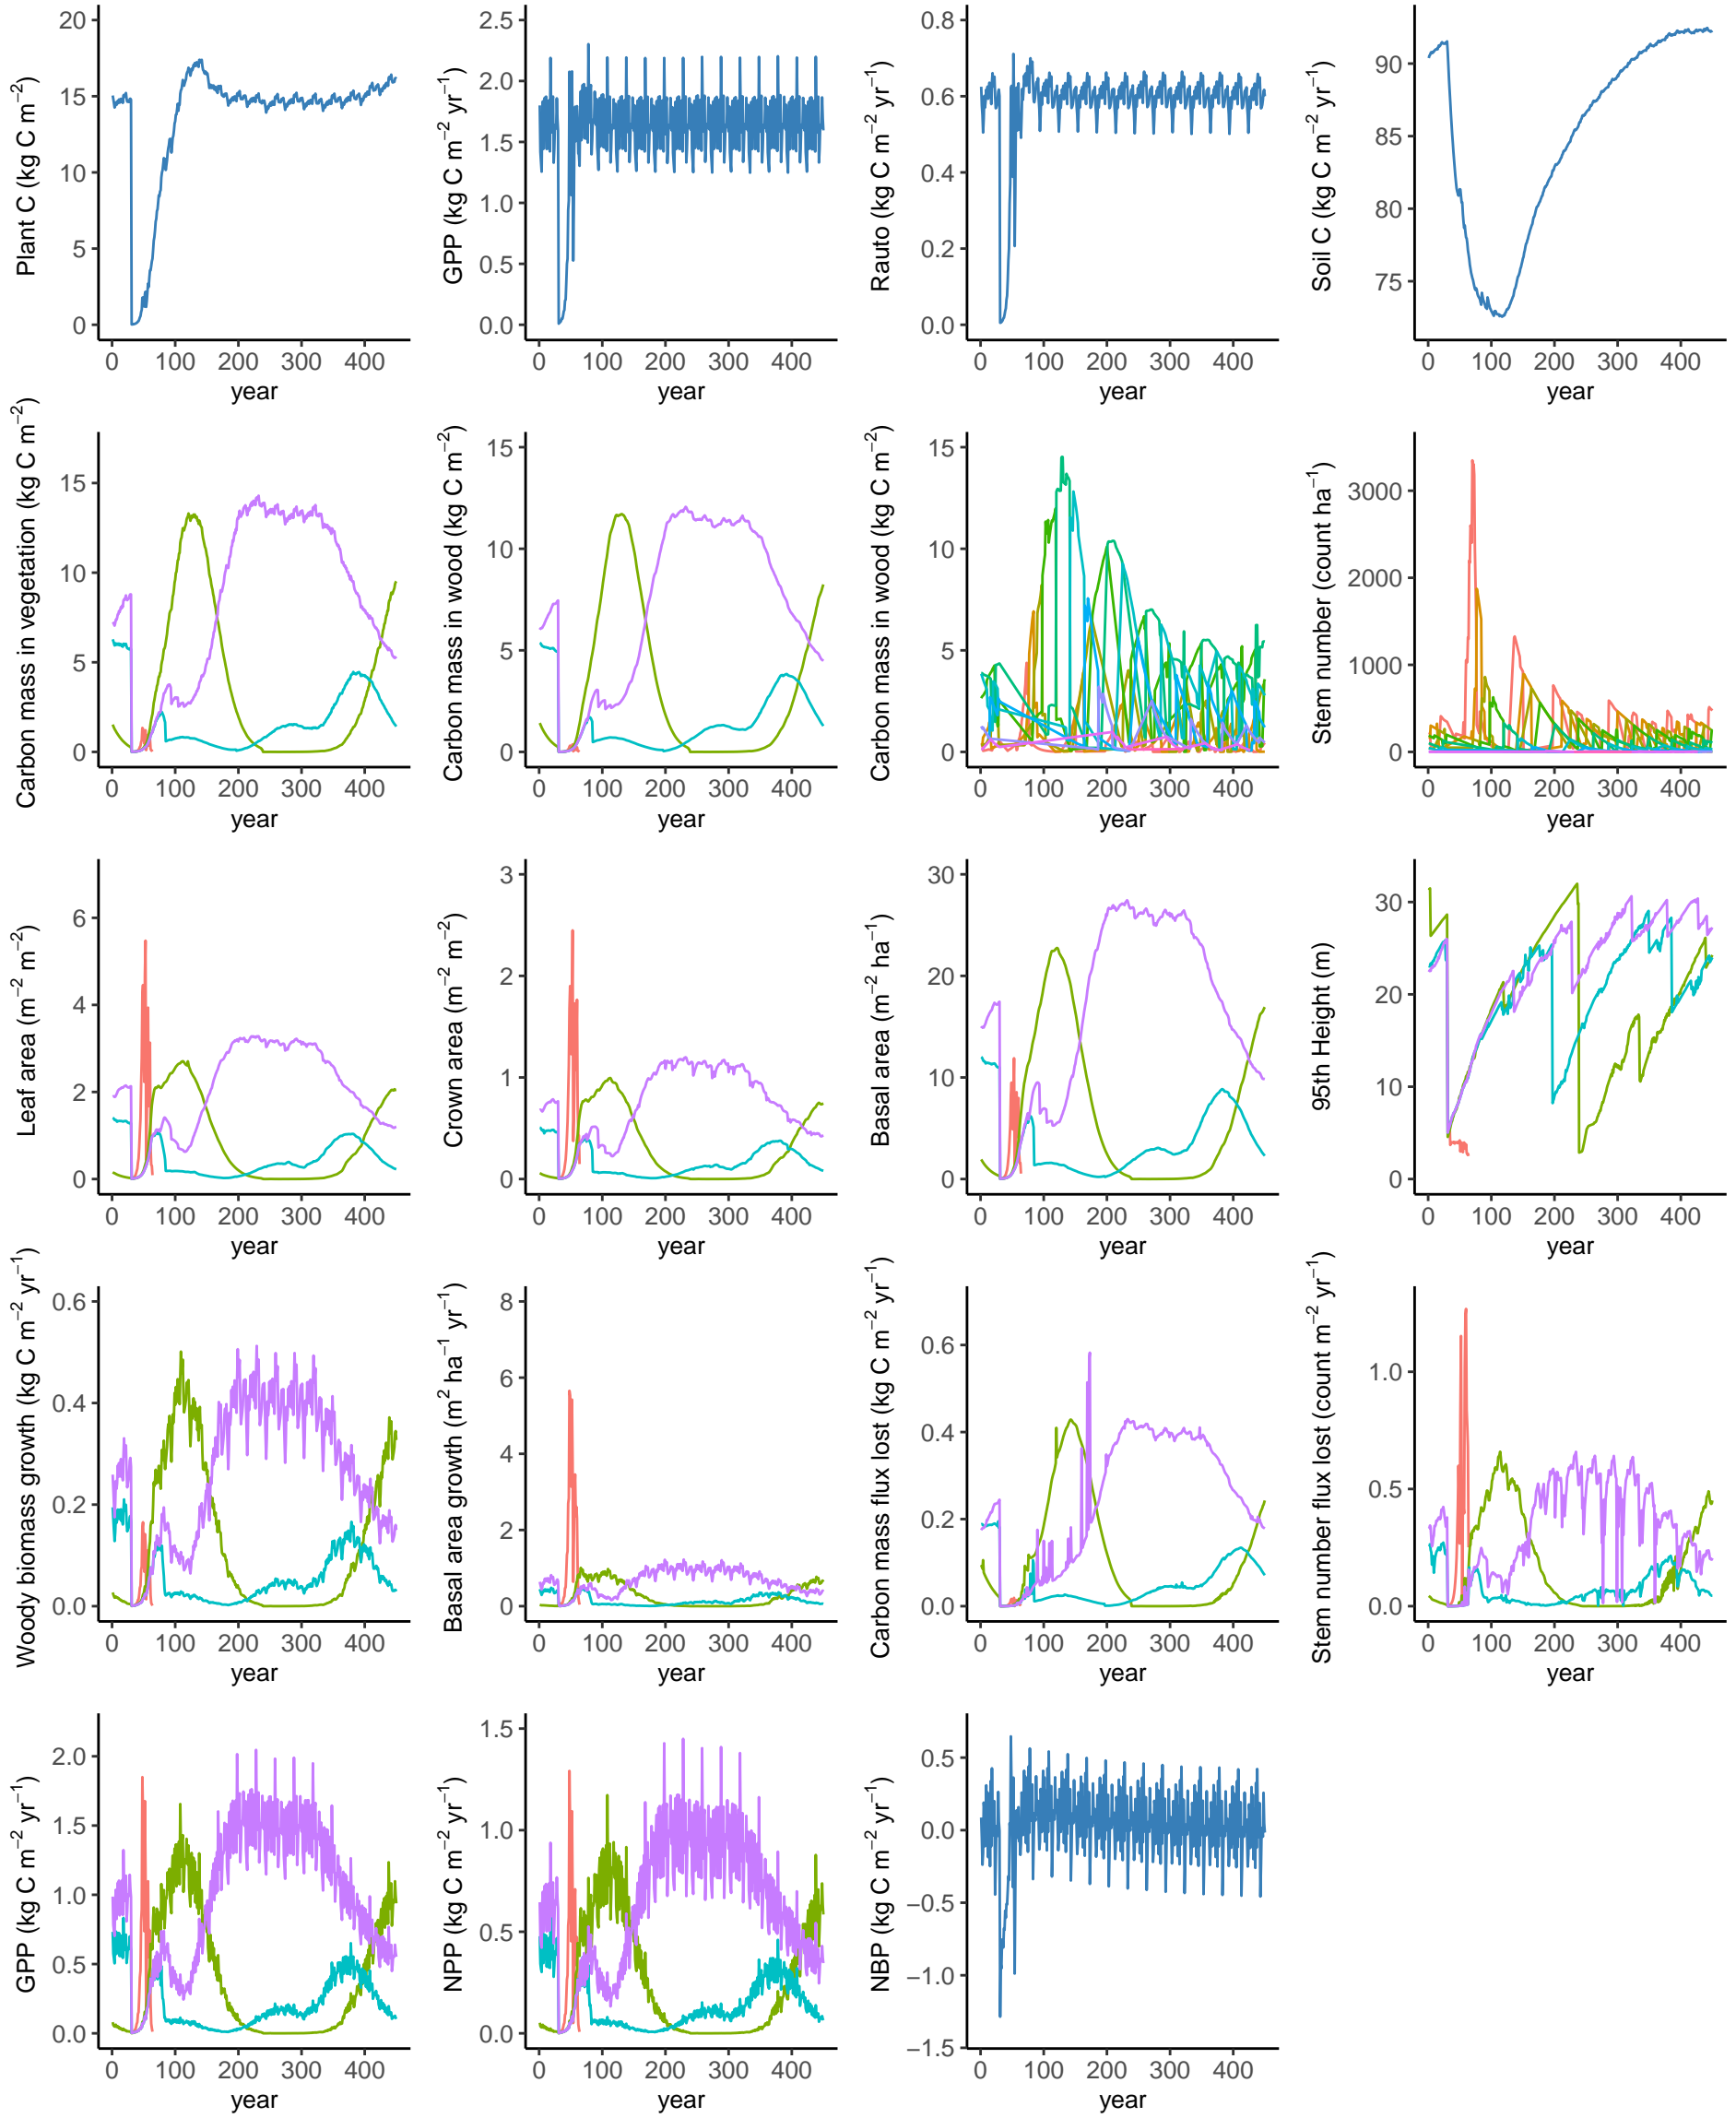 Plant C (kg C m⁻²)
20
15
10
5
0
0 100 200 300 400
year
GPP (kg C m⁻² yr⁻¹)
2.5
2.0
1.5
1.0
0.5
0.0
0 100 200 300 400
year
Rauto (kg C m⁻² yr⁻¹)
0.8
0.6
0.4
0.2
0.0
0 100 200 300 400
year
Soil C (kg C m⁻² yr⁻¹)
90
85
80
75
0 100 200 300 400
year
Carbon mass in vegetation (kg C m⁻²)
15
10
5
0
0 100 200 300 400
year
Carbon mass in wood (kg C m⁻²)
15
10
5
0
0 100 200 300 400
year
Carbon mass in wood (kg C m⁻²)
15
10
5
0
0 100 200 300 400
year
Stem number (count ha⁻¹)
3000
2000
1000
0
0 100 200 300 400
year
Leaf area (m⁻² m⁻²)
6
4
2
0
0 100 200 300 400
year
Crown area (m⁻² m⁻²)
3
2
1
0
0 100 200 300 400
year
Basal area (m⁻² ha⁻¹)
30
20
10
0
0 100 200 300 400
year
95th Height (m)
30
20
10
0
0 100 200 300 400
year
Woody biomass growth (kg C m⁻² yr⁻¹)
0.6
0.4
0.2
0.0
0 100 200 300 400
year
Basal area growth (m² ha⁻¹ yr⁻¹)
8
6
4
2
0
0 100 200 300 400
year
Carbon mass flux lost (kg C m⁻² yr⁻¹)
0.6
0.4
0.2
0.0
0 100 200 300 400
year
Stem number flux lost (count m⁻² yr⁻¹)
1.0
0.5
0.0
0 100 200 300 400
year
GPP (kg C m⁻² yr⁻¹)
2.0
1.5
1.0
0.5
0.0
0 100 200 300 400
year
NPP (kg C m⁻² yr⁻¹)
1.5
1.0
0.5
0.0
0 100 200 300 400
year
NBP (kg C m⁻² yr⁻¹)
0.5
0.0
−0.5
−1.0
−1.5
0 100 200 300 400
year